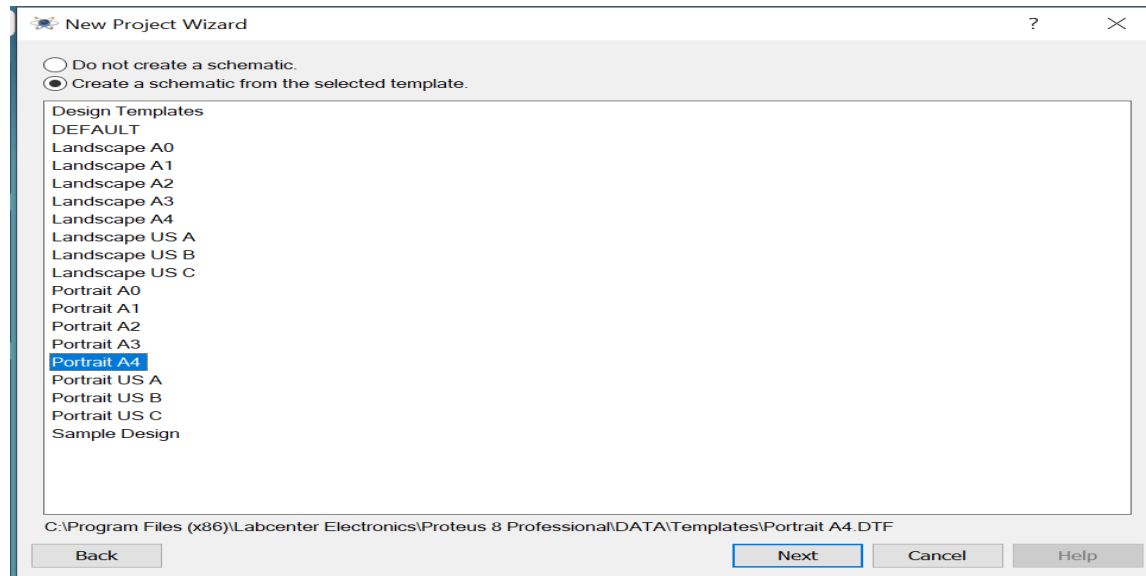 New Project Wizard
?
Do not create a schematic.
Create a schematic from the selected template.
Design Templates
DEFAULT
Landscape A0
Landscape A1
Landscape A2
Landscape A3
Landscape A4
Landscape US A
Landscape US B
Landscape US C
Portrait A0
Portrait A1
Portrait A2
Portrait A3
Portrait A4
Portrait US A
Portrait US B
Portrait US C
Sample Design
C:\Program Files (x86)\Labcenter Electronics\Proteus 8 Professional\DATA\Templates\Portrait A4.DTF
Back Next Cancel Help